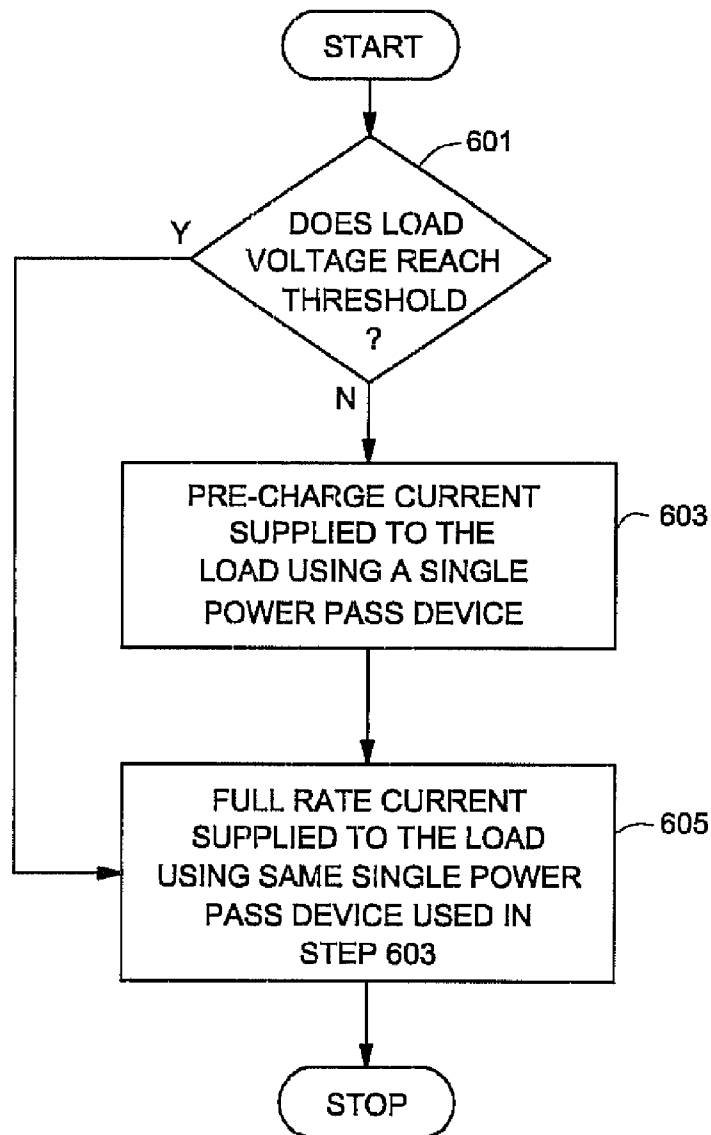 START
601
Y
DOES LOAD
VOLTAGE REACH
THRESHOLD
?
N
PRE-CHARGE CURRENT
SUPPLIED TO THE
LOAD USING A SINGLE
POWER PASS DEVICE
603
FULL RATE CURRENT
SUPPLIED TO THE LOAD
USING SAME SINGLE POWER
PASS DEVICE USED IN
STEP 603
605
STOP